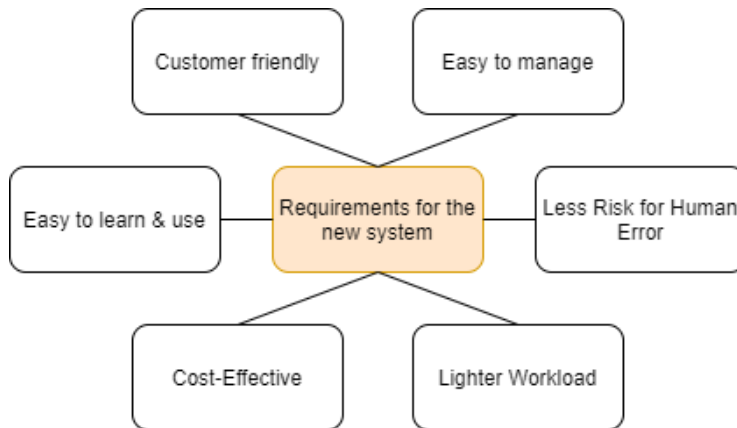 Customer friendly
Easy to manage
Easy to learn & use
Requirements for the
new system
Less Risk for Human
Error
Cost-Effective
Lighter Workload